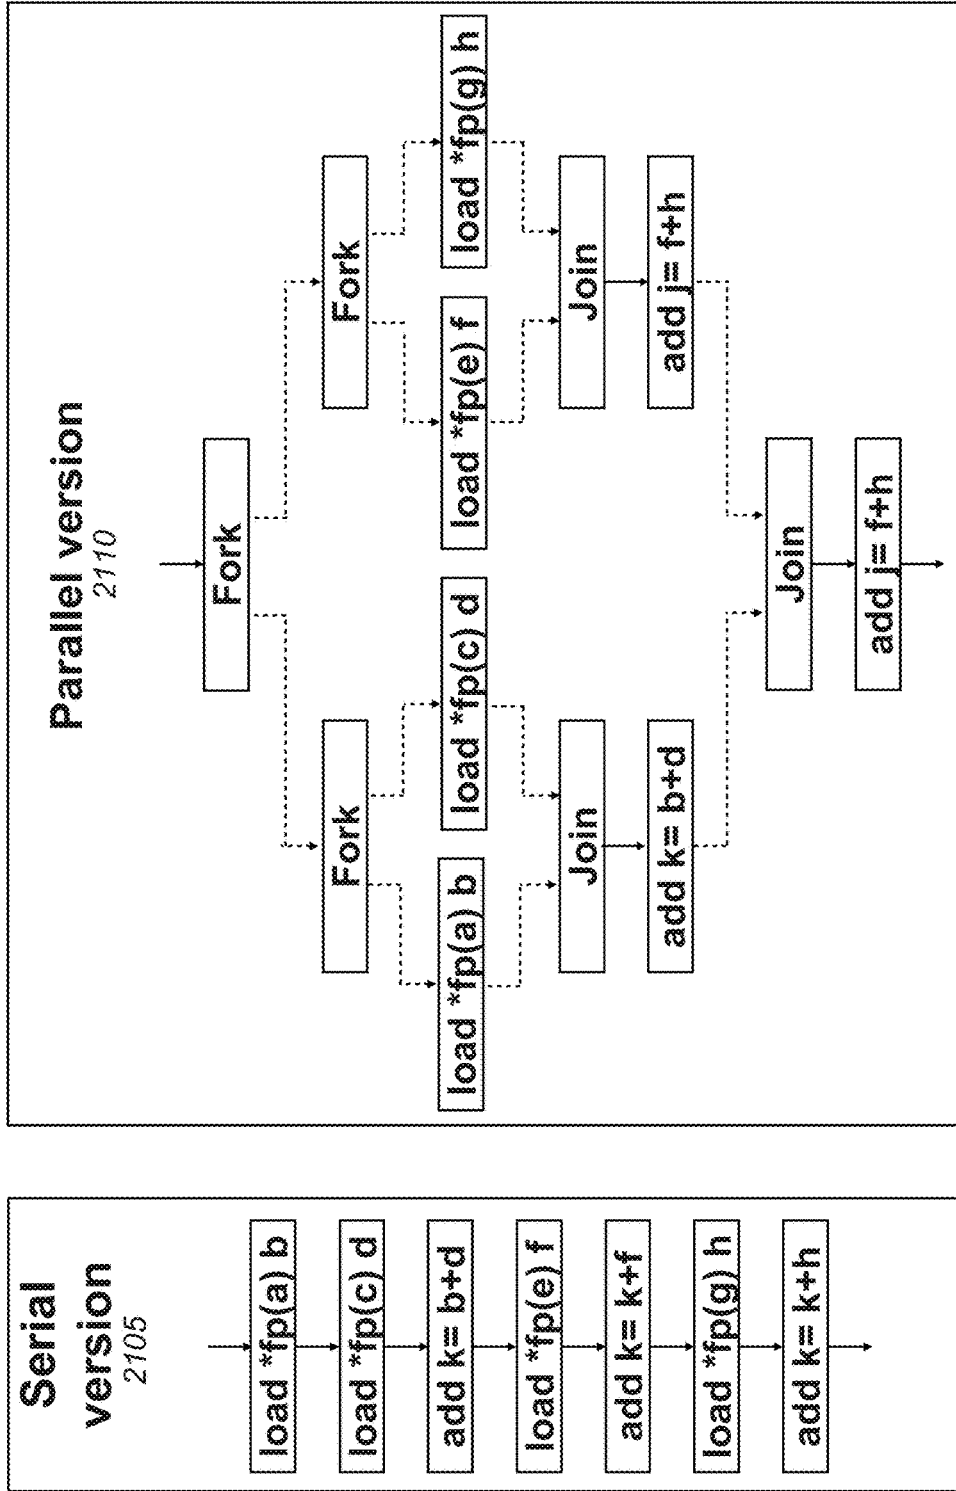 Serial
version
2105
load *fp(a) b
load *fp(c) d
add k= b+d
load *fp(e) f
add k= k+f
load *fp(g) h
add k= k+h
Parallel version
2110
Fork
Fork
Fork
load *fp(a) b
load *fp(c) d
load *fp(e) f
load *fp(g) h
Join
Join
add k= b+d
add j= f+h
Join
add j= f+h